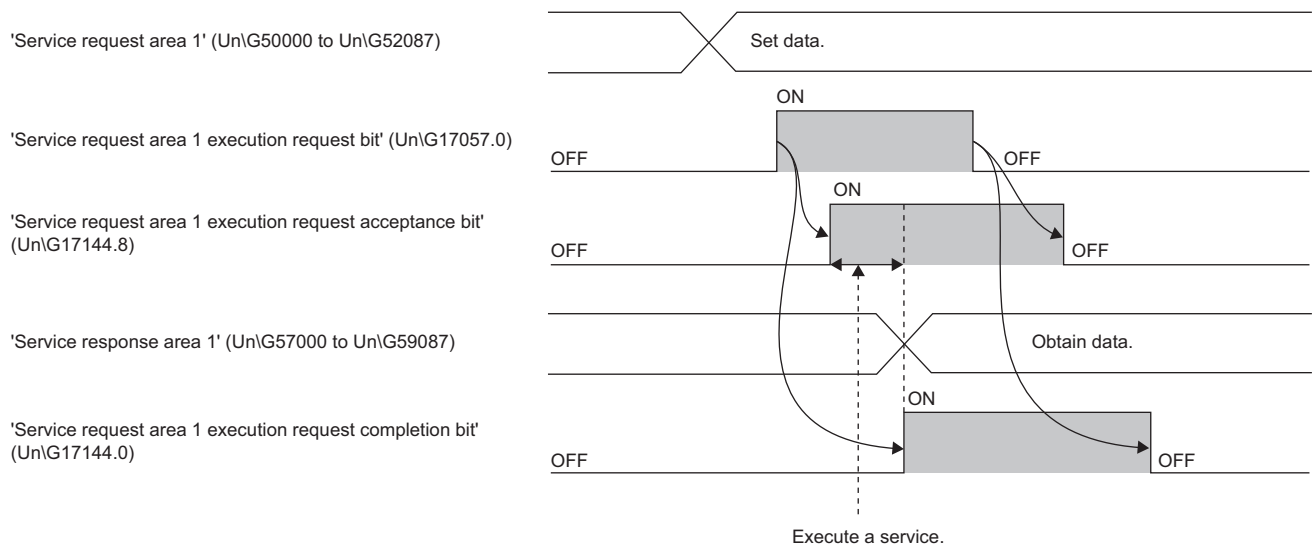 'Service request area 1' (Un\G50000 to Un\G52087)
Set data.
ON
'Service request area 1 execution request bit' (Un\G17057.0)
OFF
OFF
ON
'Service request area 1 execution request acceptance bit'
(Un\G17144.8)
OFF
OFF
'Service response area 1' (Un\G57000 to Un\G59087)
Obtain data.
ON
'Service request area 1 execution request completion bit'
(Un\G17144.0)
OFF
OFF
Execute a service.